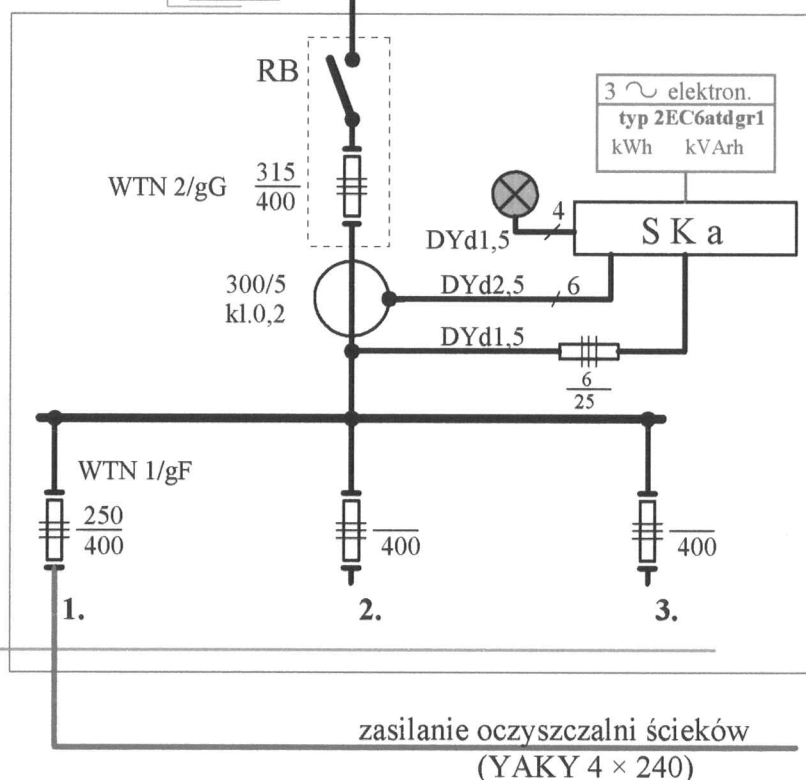 RB
3 ∿ elektron.
typ 2EC6atdgr1
kWh kVArh
WTN 2/gG
315
400
4
DYd1,5
S K a
300/5
kl.0,2
DYd2,5
6
DYd1,5
6
25
WTN 1/gF
250
400
400
400
1.
2.
3.
zasilanie oczyszczalni ścieków
(YAKY 4 × 240)